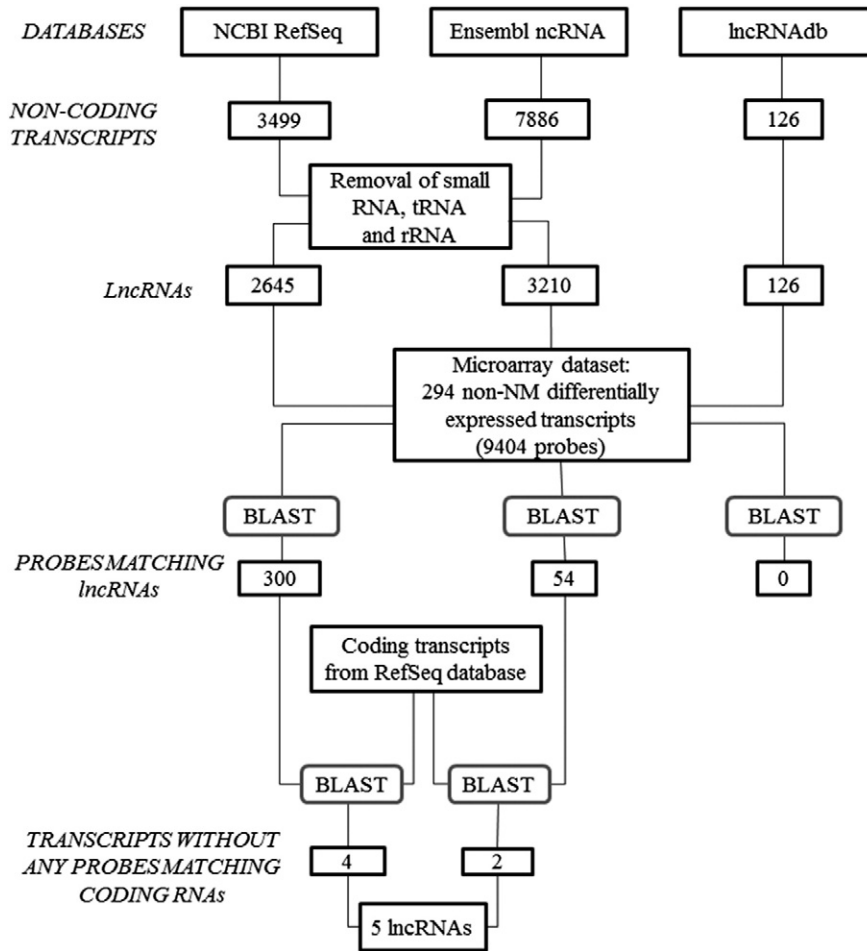 DATABASES
NCBI RefSeq
Ensembl ncRNA
lncRNAdb
NON-CODING
TRANSCRIPTS
3499
7886
126
Removal of small
RNA, tRNA
and rRNA
LncRNAs
2645
3210
126
Microarray dataset:
294 non-NM differentially
expressed transcripts
(9404 probes)
BLAST
BLAST
BLAST
PROBES MATCHING
lncRNAs
300
54
0
Coding transcripts
from RefSeq database
BLAST
BLAST
TRANSCRIPTS WITHOUT
ANY PROBES MATCHING
CODING RNAs
4
2
5 lncRNAs